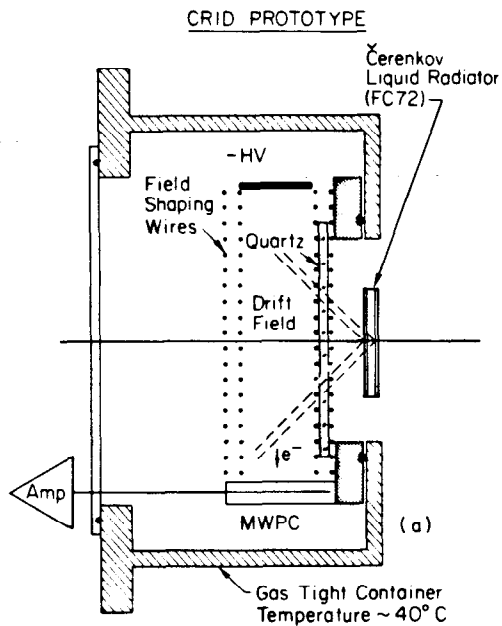 CRID PROTOTYPE
Čerenkov
Liquid Radiator
(FC72)
-HV
Field
Shaping
Wires
Quartz
Drift
Field
e⁻
Amp
MWPC
(a)
Gas Tight Container
Temperature ~ 40° C